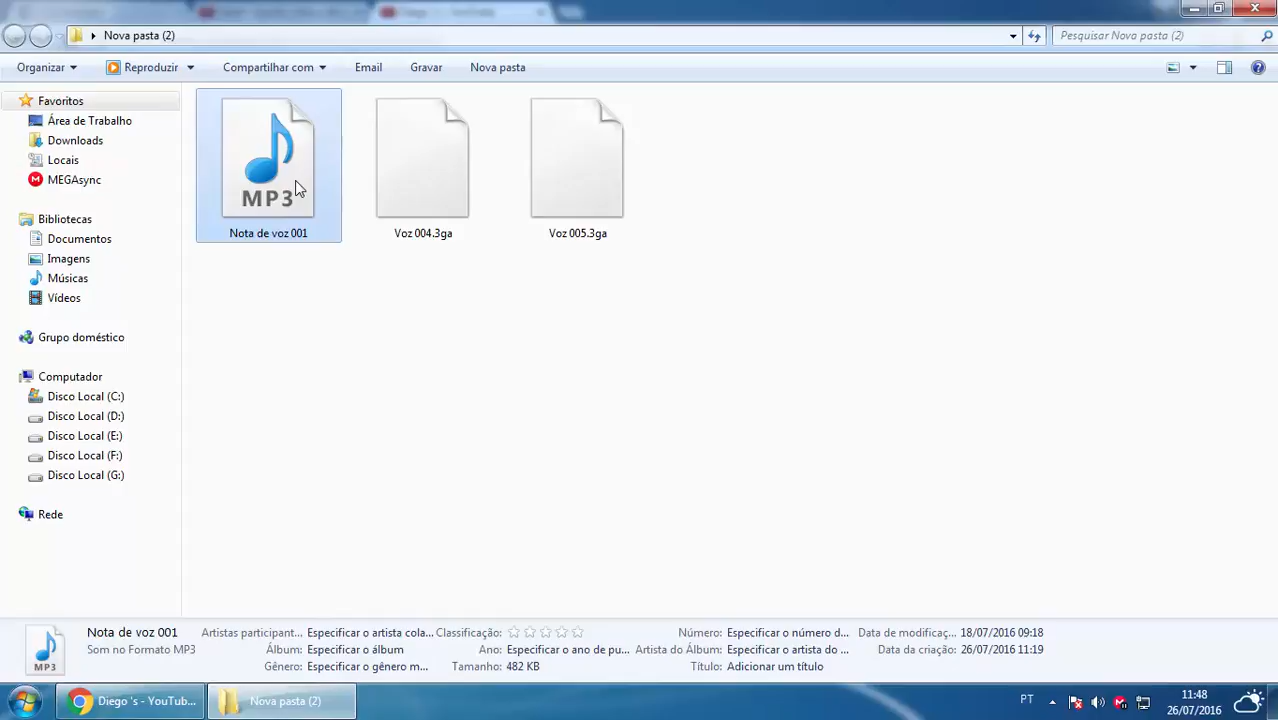 Nova pasta (2)
Pesquisar Nova pasta (2)
Organizar
Reproduzir
Compartilhar com
Email
Gravar
Nova pasta
Favoritos
Área de Trabalho
Downloads
Locais
MEGAsync
Bibliotecas
Documentos
Imagens
Músicas
Vídeos
Grupo doméstico
Computador
Disco Local (C:)
Disco Local (D:)
Disco Local (E:)
Disco Local (F:)
Disco Local (G:)
Rede
MP3
Nota de voz 001
Voz 004.3ga
Voz 005.3ga
MP3
Nota de voz 001
Som no Formato MP3
Artistas participant... Especificar o artista cola...
Álbum: Especificar o álbum
Gênero: Especificar o gênero m...
Classificação:
Ano: Especificar o ano de pu...
Tamanho: 482 KB
Número: Especificar o número d...
Artista do Álbum: Especificar o artista do ...
Título: Adicionar um título
Data de modificaç... 18/07/2016 09:18
Data da criação: 26/07/2016 11:19
Diego 's - YouTub...
Nova pasta (2)
PT
11:48
26/07/2016